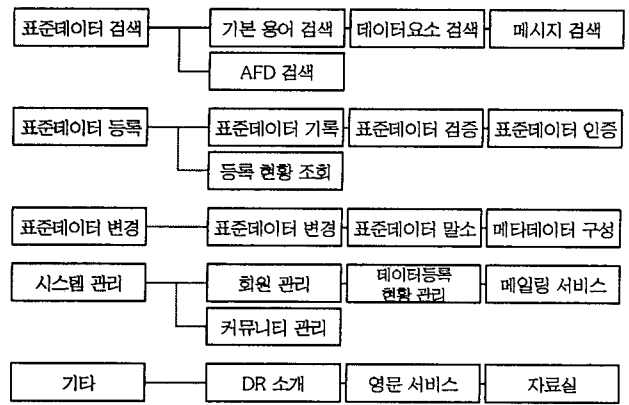 표준데이터 검색
기본 용어 검색
데이터요소 검색
메시지 검색
AFD 검색
표준데이터 등록
표준데이터 기록
표준데이터 검증
표준데이터 인증
등록 현황 조회
표준데이터 변경
표준데이터 변경
표준데이터 말소
메타데이터 구성
시스템 관리
회원 관리
데이터등록
현황 관리
메일링 서비스
커뮤니티 관리
기타
DR 소개
영문 서비스
자료실